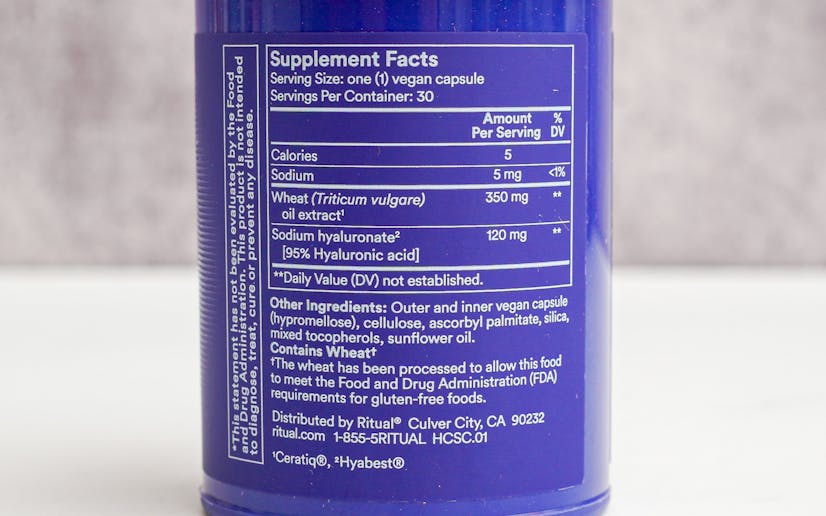 *This statement has not been evaluated by the Food
and Drug Administration. This product is not intended
to diagnose, treat, cure or prevent any disease.
Supplement Facts
Serving Size: one (1) vegan capsule
Servings Per Container: 30
Amount Per Serving % DV
Calories 5
Sodium 5 mg <1%
Wheat (Triticum vulgare) 350 mg **
oil extract¹
Sodium hyaluronate² 120 mg **
[95% Hyaluronic acid]
**Daily Value (DV) not established.
Other Ingredients: Outer and inner vegan capsule
(hypromellose), cellulose, ascorbyl palmitate, silica,
mixed tocopherols, sunflower oil.
Contains Wheat†
†The wheat has been processed to allow this food
to meet the Food and Drug Administration (FDA)
requirements for gluten-free foods.
Distributed by Ritual® Culver City, CA 90232
ritual.com 1-855-5RITUAL HCSC.01
¹Ceratiq®, ²Hyabest®